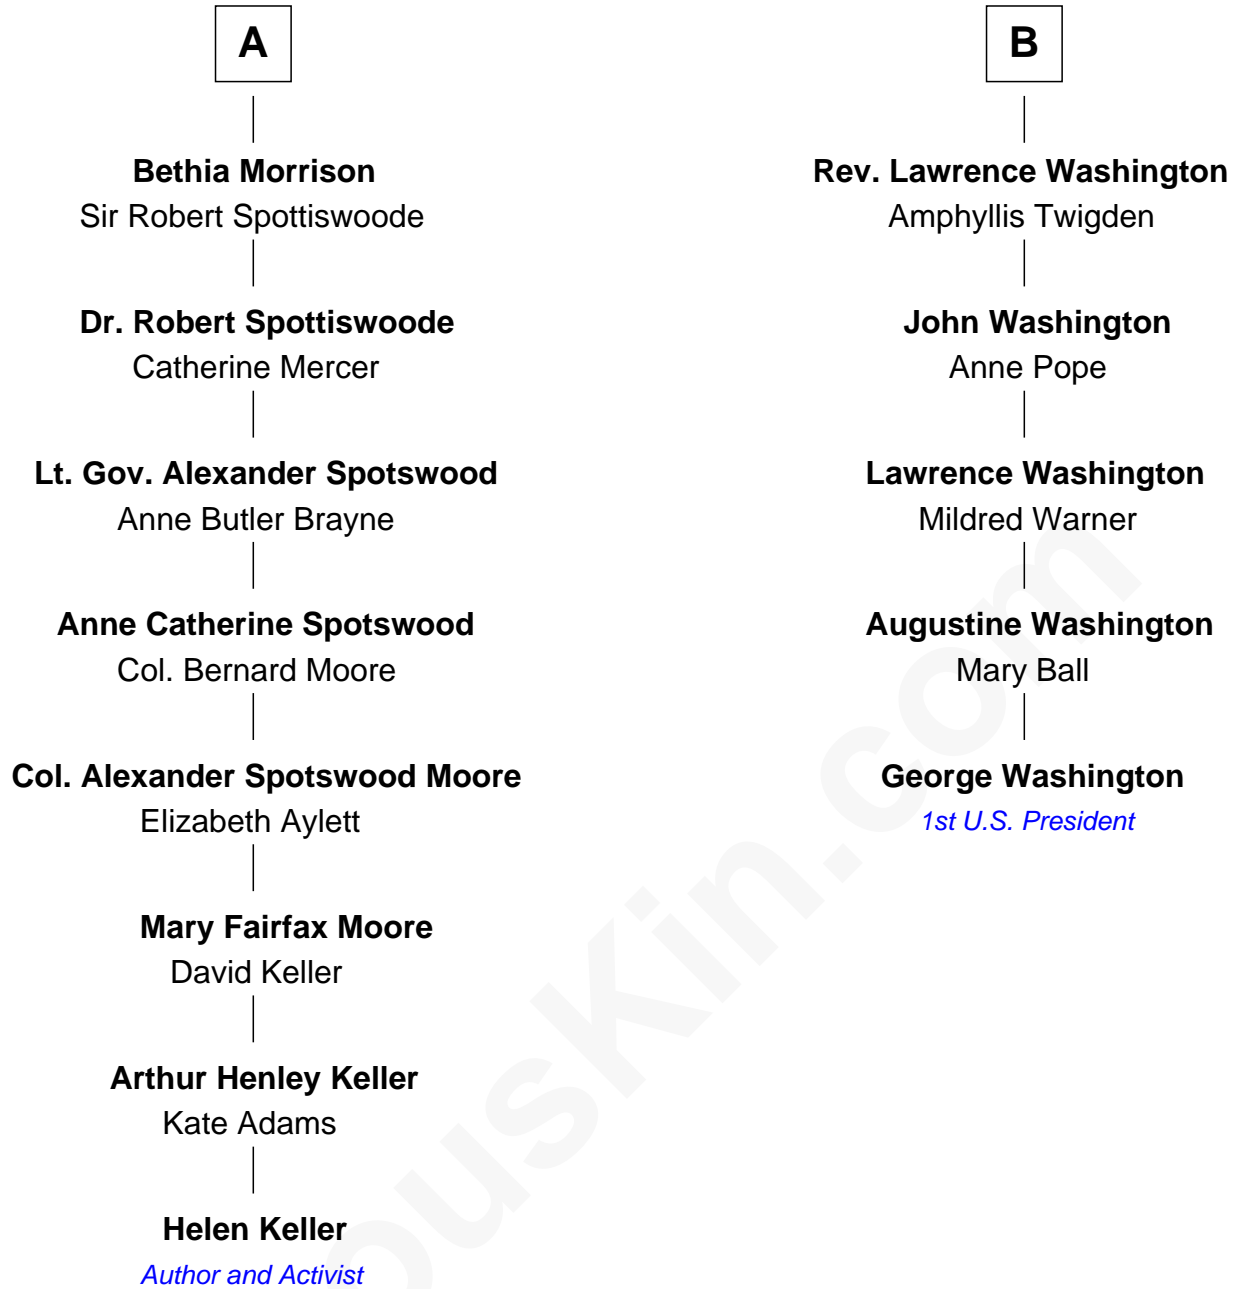 A
Bethia Morrison
Sir Robert Spottiswoode
Dr. Robert Spottiswoode
Catherine Mercer
Lt. Gov. Alexander Spotswood
Anne Butler Brayne
Anne Catherine Spotswood
Col. Bernard Moore
Col. Alexander Spotswood Moore
Elizabeth Aylett
Mary Fairfax Moore
David Keller
Arthur Henley Keller
Kate Adams
Helen Keller
Author and Activist
B
Rev. Lawrence Washington
Amphyllis Twigden
John Washington
Anne Pope
Lawrence Washington
Mildred Warner
Augustine Washington
Mary Ball
George Washington
1st U.S. President
ousKin.com